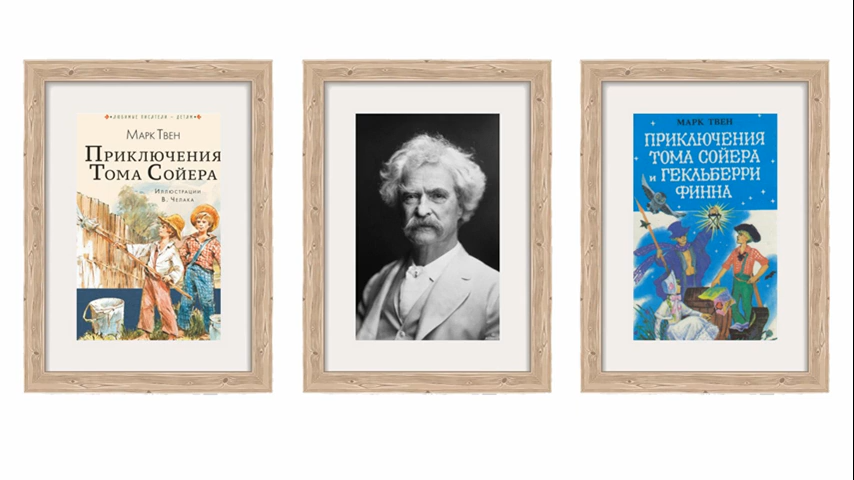 ЛЮБИМЫЕ ПИСАТЕЛИ – ДЕТЯМ
МАРК ТВЕН
ПРИКЛЮЧЕНИЯ
ТОМА СОЙЕРА
ИЛЛЮСТРАЦИИ
В. ЧЕЛАКА
МАРК ТВЕН
ПРИКЛЮЧЕНИЯ
ТОМА СОЙЕРА
и ГЕКЛЬБЕРРИ
ФИННА